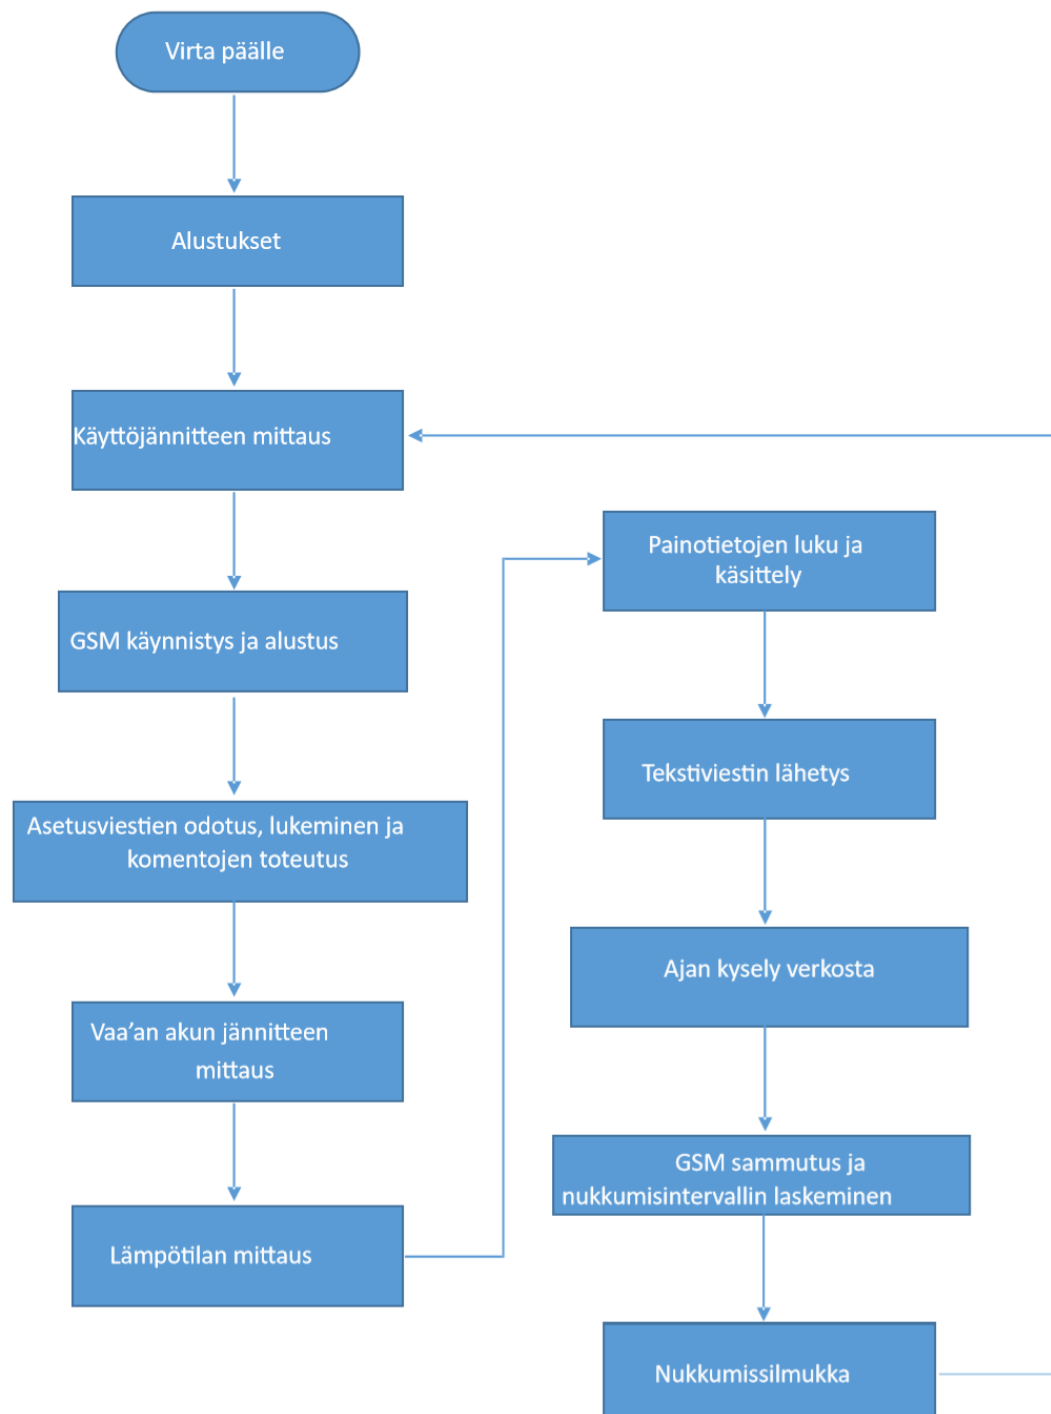 Virta päälle
Alustukset
Käyttöjännitteen mittaus
GSM käynnistys ja alustus
Asetusviestien odotus, lukeminen ja
komentojen toteutus
Vaa’an akun jännitteen
mittaus
Lämpötilan mittaus
Painotietojen luku ja
käsittely
Tekstiviestin lähetys
Ajan kysely verkosta
GSM sammutus ja
nukkumisintervallin laskeminen
Nukkumissilmukka